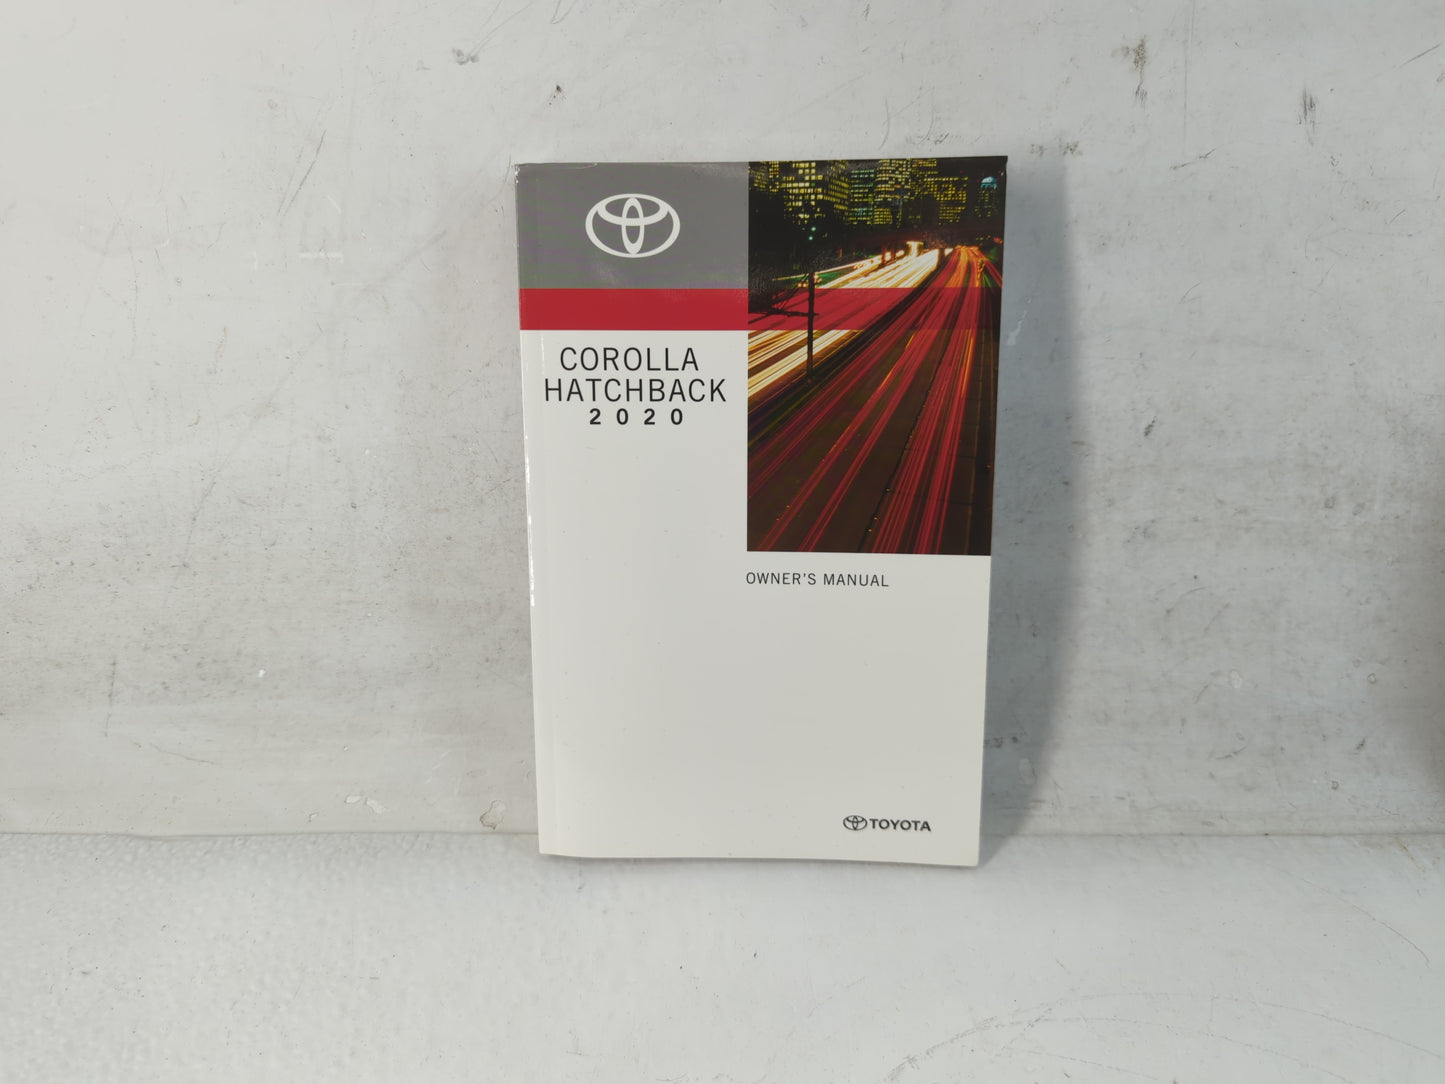 COROLLA
HATCHBACK
2020
OWNER'S MANUAL
TOYOTA